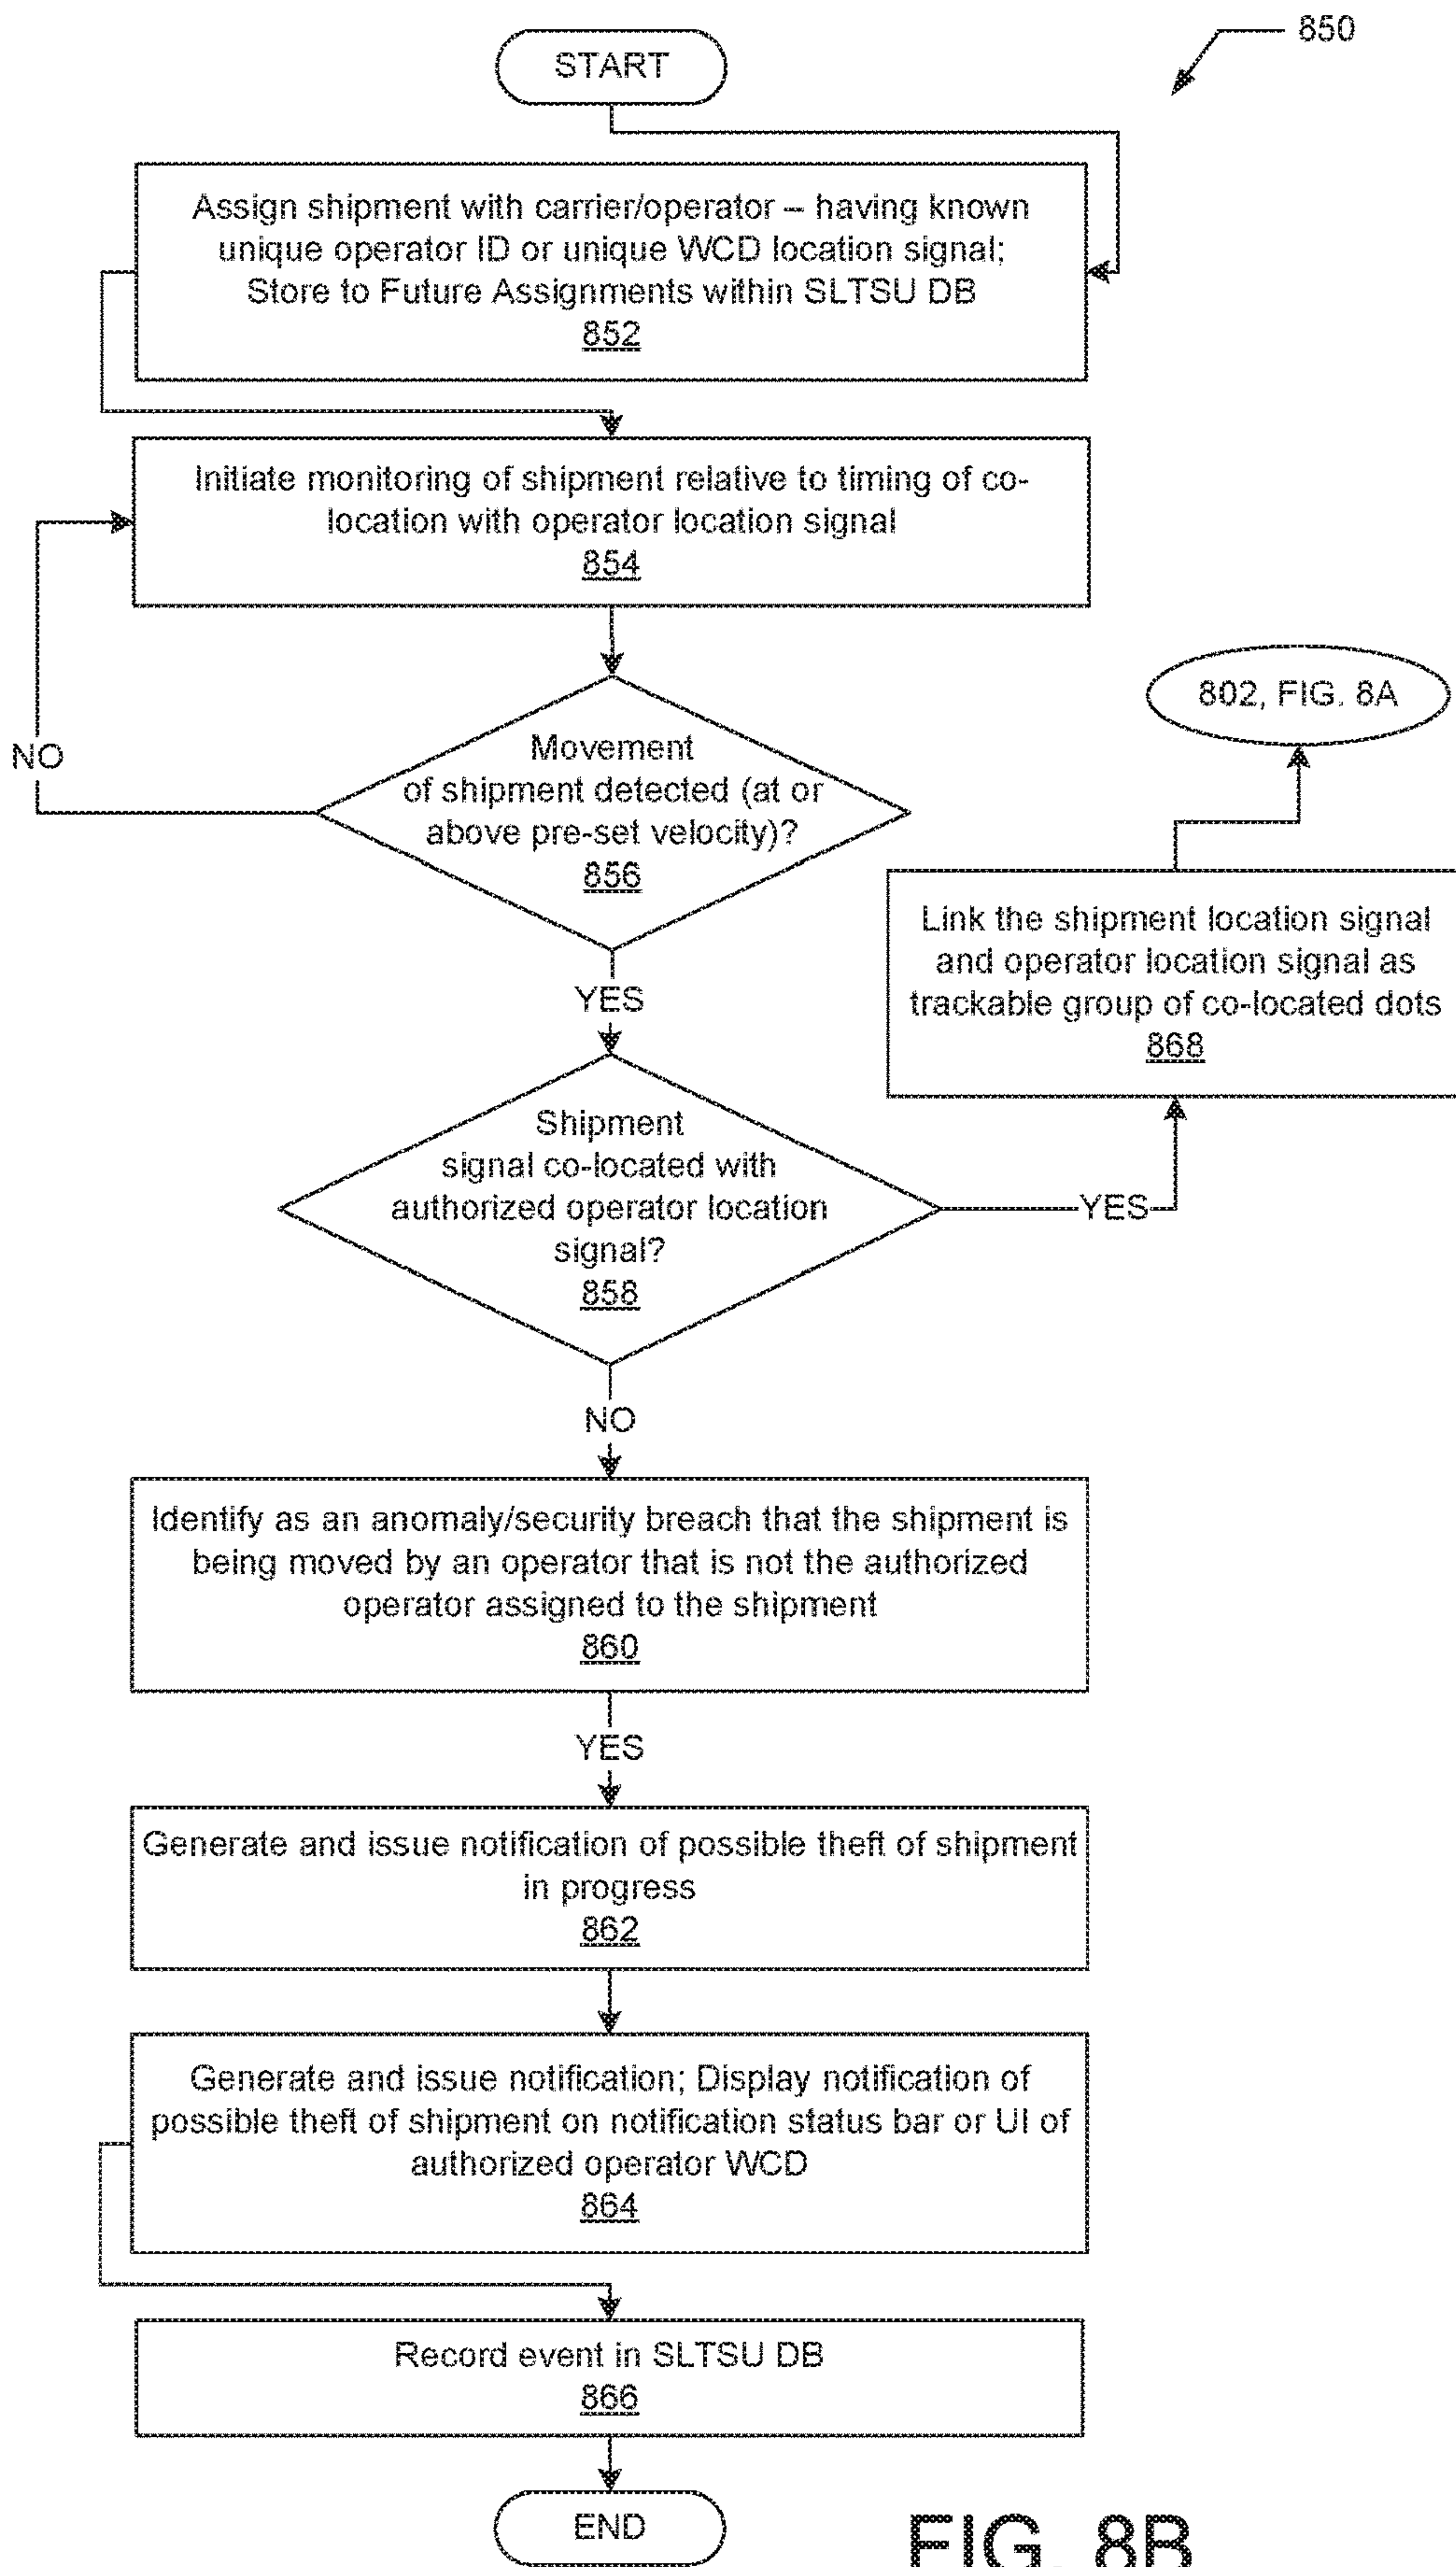 850
START
Assign shipment with carrier/operator – having known
unique operator ID or unique WCD location signal;
Store to Future Assignments within SLTSU DB
852
Initiate monitoring of shipment relative to timing of co-
location with operator location signal
854
802, FIG. 8A
NO
Movement
of shipment detected (at or
above pre-set velocity)?
856
Link the shipment location signal
and operator location signal as
trackable group of co-located dots
868
YES
Shipment
signal co-located with
authorized operator location
signal?
858
YES
NO
Identify as an anomaly/security breach that the shipment is
being moved by an operator that is not the authorized
operator assigned to the shipment
860
YES
Generate and issue notification of possible theft of shipment
in progress
862
Generate and issue notification; Display notification of
possible theft of shipment on notification status bar or UI of
authorized operator WCD
864
Record event in SLTSU DB
866
END
FIG. 8B